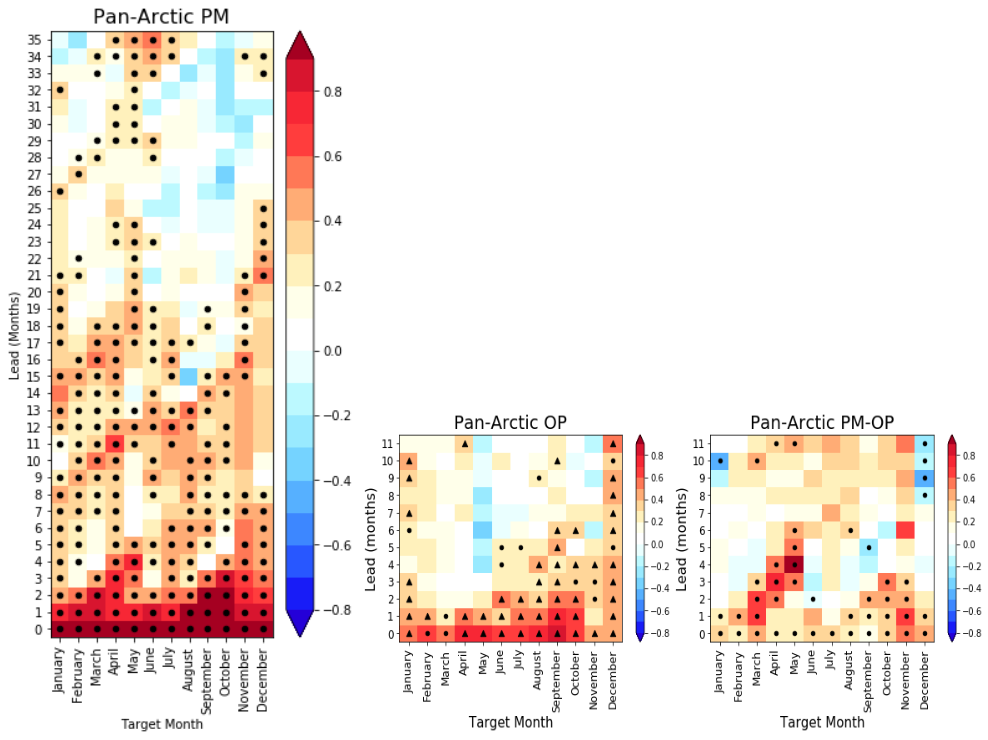 Pan-Arctic PM
35
34
33
32
31
30
29
28
27
26
25
24
23
22
21
20
19
18
17
16
15
14
13
12
11
10
9
8
7
6
5
4
3
2
1
0
Lead (Months)
January
February
March
April
May
June
July
August
September
October
November
December
Target Month
0.8
0.6
0.4
0.2
0.0
−0.2
−0.4
−0.6
−0.8
Pan-Arctic OP
11
10
9
8
7
6
5
4
3
2
1
0
Lead (months)
January
February
March
April
May
June
July
August
September
October
November
December
Target Month
0.8
0.6
0.4
0.2
0.0
−0.2
−0.4
−0.6
−0.8
Pan-Arctic PM-OP
11
10
9
8
7
6
5
4
3
2
1
0
Lead (months)
January
February
March
April
May
June
July
August
September
October
November
December
Target Month
0.8
0.6
0.4
0.2
0.0
−0.2
−0.4
−0.6
−0.8